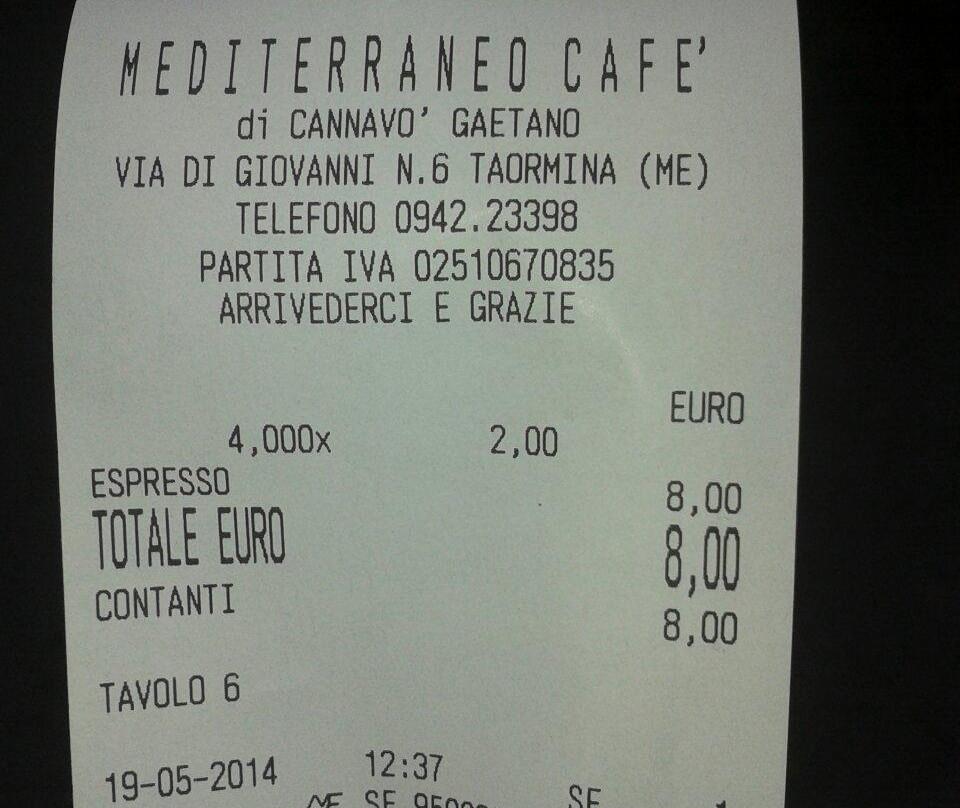 MEDITERRANEO CAFE'
di CANNAVO' GAETANO
VIA DI GIOVANNI N.6 TAORMINA (ME)
TELEFONO 0942.23398
PARTITA IVA 02510670835
ARRIVEDERCI E GRAZIE
EURO
4,000x 2,00
ESPRESSO 8,00
TOTALE EURO 8,00
CONTANTI 8,00
TAVOLO 6
19-05-2014 12:37